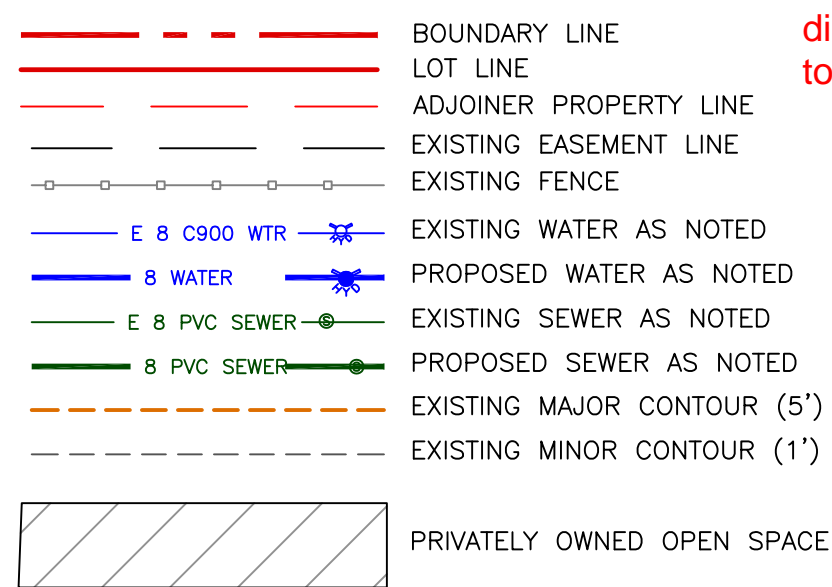 BOUNDARY LINE
di
LOT LINE
to
ADJOINER PROPERTY LINE
EXISTING EASEMENT LINE
EXISTING FENCE
E 8 C900 WTR EXISTING WATER AS NOTED
8 WATER PROPOSED WATER AS NOTED
E 8 PVC SEWER S EXISTING SEWER AS NOTED
8 PVC SEWER S PROPOSED SEWER AS NOTED
EXISTING MAJOR CONTOUR (5')
EXISTING MINOR CONTOUR (1')
PRIVATELY OWNED OPEN SPACE